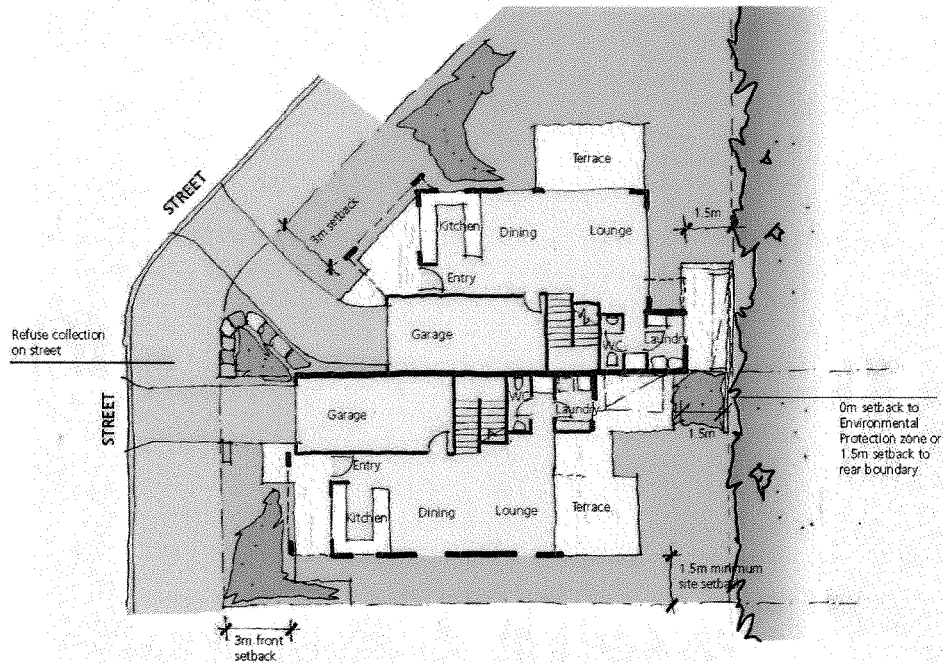 Terrace
STREET
3m setback
1.5m
Kitchen
Dining
Lounge
Entry
Refuse collection
on street
Garage
WC
Laundry
STREET
Garage
WC
Laundry
0m setback to
Environmental
Protection zone or
1.5m setback to
rear boundary
1.5m
Entry
Kitchen
Dining
Lounge
Terrace
1.5m minimum
site setback
3m front
setback